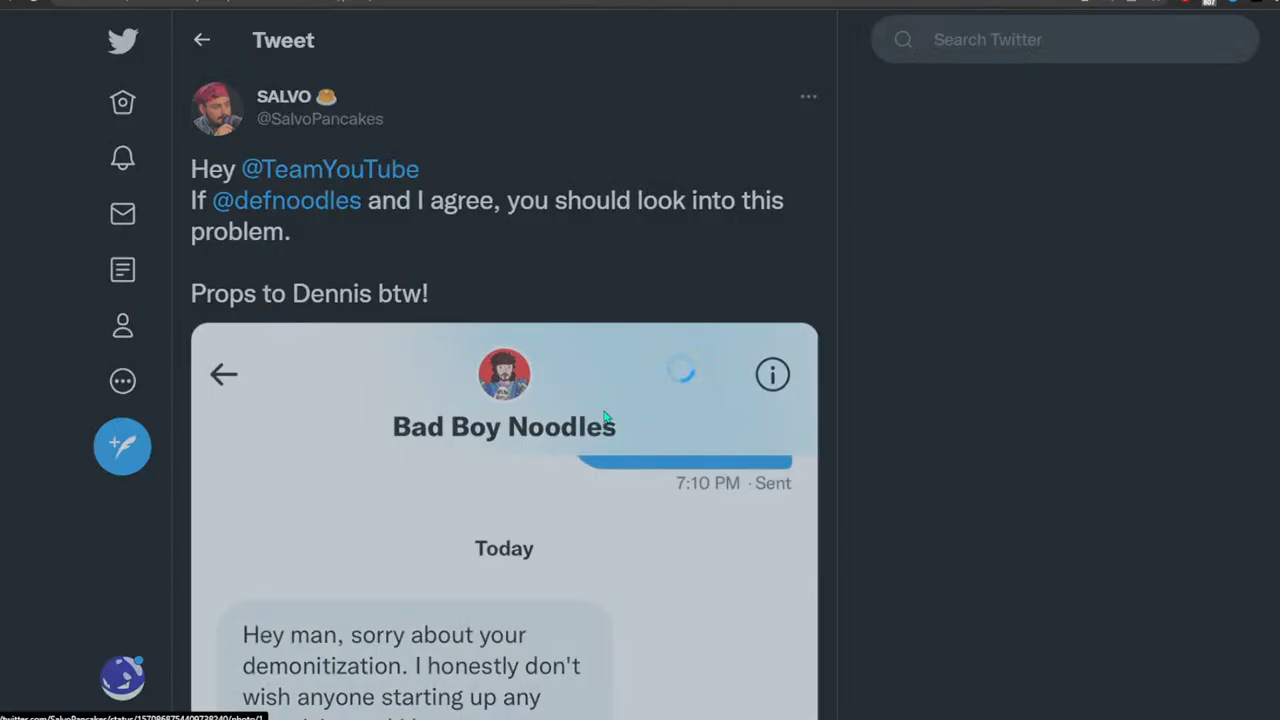 Tweet
Search Twitter
SALVO
@SalvoPancakes
Hey @TeamYouTube
If @defnoodles and I agree, you should look into this
problem.
Props to Dennis btw!
Bad Boy Noodles
7:10 PM · Sent
Today
Hey man, sorry about your
demonitization. I honestly don't
wish anyone starting up any